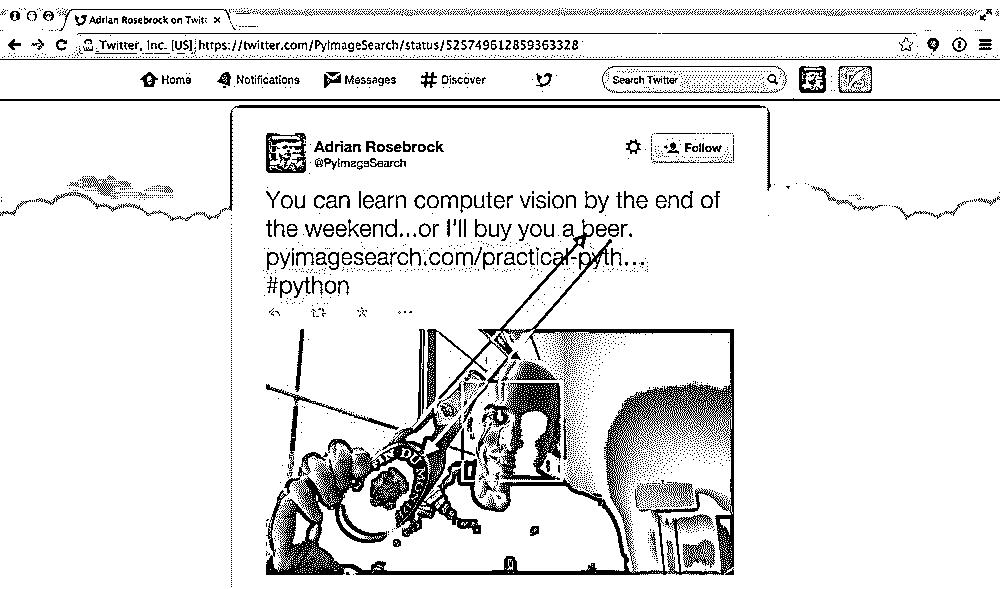 Adrian Rosebrock on Twitt
Twitter, Inc. [US] https://twitter.com/PyImageSearch/status/525749612859363328
Home Notifications Messages # Discover Search Twitter
Adrian Rosebrock
@PyImageSearch
Follow
You can learn computer vision by the end of
the weekend...or I'll buy you a beer.
pyimagesearch.com/practical-pyth...
#python